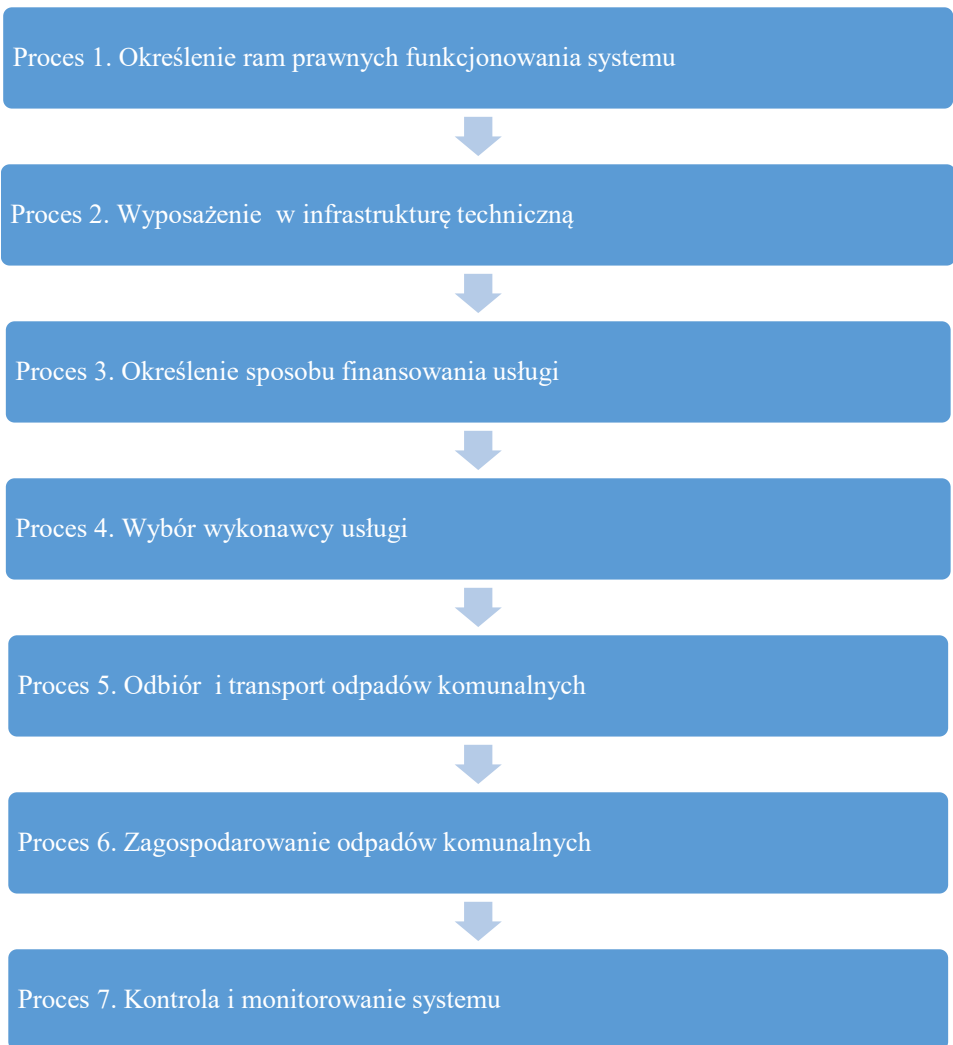 Proces 1. Określenie ram prawnych funkcjonowania systemu
Proces 2. Wyposażenie  w infrastrukturę techniczną
Proces 3. Określenie sposobu finansowania usługi
Proces 4. Wybór wykonawcy usługi
Proces 5. Odbiór  i transport odpadów komunalnych
Proces 6. Zagospodarowanie odpadów komunalnych
Proces 7. Kontrola i monitorowanie systemu